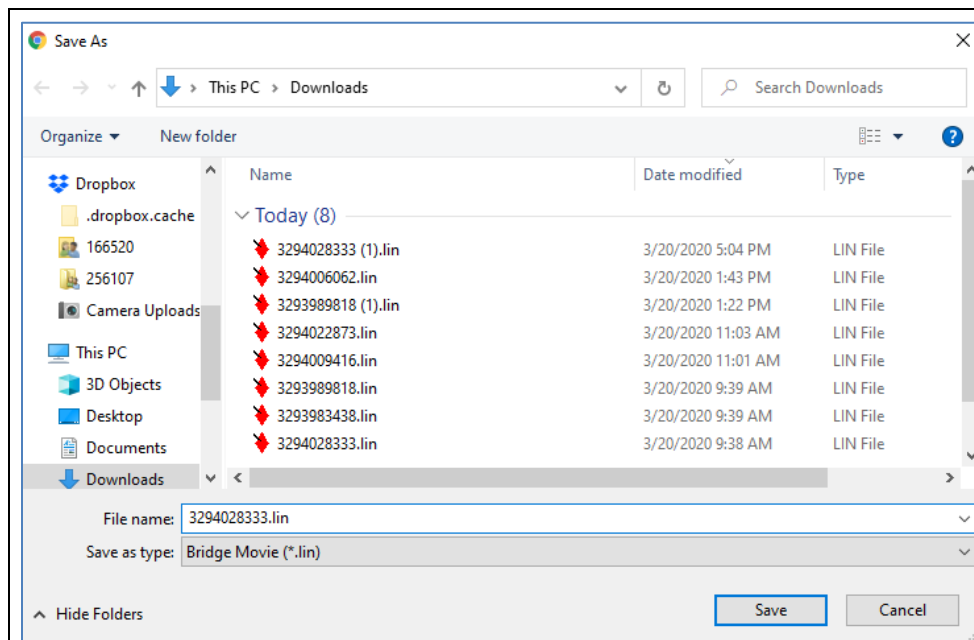 Save As
This PC > Downloads
Search Downloads
Organize
New folder
Dropbox
.dropbox.cache
166520
256107
Camera Uploads
This PC
3D Objects
Desktop
Documents
Downloads
Name Date modified Type
Today (8)
3294028333 (1).lin 3/20/2020 5:04 PM LIN File
3294006062.lin 3/20/2020 1:43 PM LIN File
3293989818 (1).lin 3/20/2020 1:22 PM LIN File
3294022873.lin 3/20/2020 11:03 AM LIN File
3294009416.lin 3/20/2020 11:01 AM LIN File
3293989818.lin 3/20/2020 9:39 AM LIN File
3293983438.lin 3/20/2020 9:39 AM LIN File
3294028333.lin 3/20/2020 9:38 AM LIN File
File name: 3294028333.lin
Save as type: Bridge Movie (*.lin)
Hide Folders
Save
Cancel